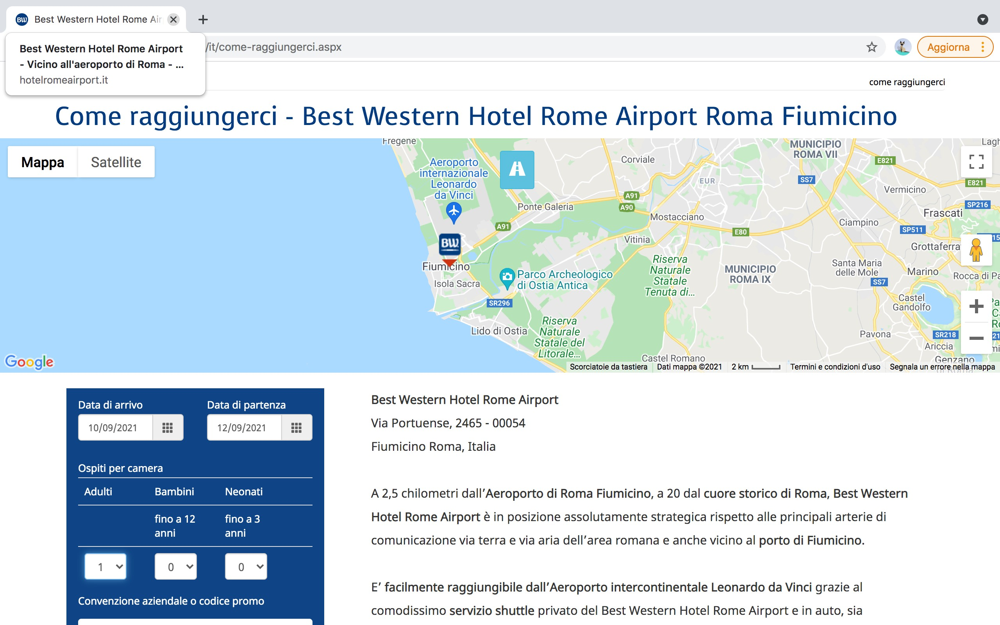 BW. Best Western Hotel Rome Air
Best Western Hotel Rome Airport
- Vicino all'aeroporto di Roma - ...
hotelromeairport.it
/it/come-raggiungerci.aspx
Aggiorna
come raggiungerci
Come raggiungerci - Best Western Hotel Rome Airport Roma Fiumicino
Mappa
Satellite
Fregene
Aeroporto
internazionale
Leonardo
da Vinci
Corviale
MUNICIPIO
ROMA VII
E821
EUR
SS7
E821
Vermicino
A91
Ponte Galeria
A90
SP216
Mostacciano
Frascati
Ciampino
A91
E80
SP511
Vitinia
BW.
Grottaferra
Fiumicino
Riserva
Naturale
Statale
Tenuta di...
MUNICIPIO
ROMA IX
Santa Maria
delle Mole
Marino
Rocca di Pa
Isola Sacra
Parco Archeologico
di Ostia Antica
SS7
SR296
Castel
Gandolfo
Lido di Ostia
Riserva
Naturale
Statale del
Litorale...
Pavona
SR218
Ariccia
Castel Romano
Genzano
di Roma
Google
Scorciatoie da tastiera
Dati mappa ©2021
2 km
Termini e condizioni d'uso
Segnala un errore nella mappa
Data di arrivo
Data di partenza
10/09/2021
12/09/2021
Ospiti per camera
Adulti Bambini Neonati
fino a 12
anni
fino a 3
anni
1 0 0
Convenzione aziendale o codice promo
Best Western Hotel Rome Airport
Via Portuense, 2465 - 00054
Fiumicino Roma, Italia
A 2,5 chilometri dall’Aeroporto di Roma Fiumicino, a 20 dal cuore storico di Roma, Best Western
Hotel Rome Airport è in posizione assolutamente strategica rispetto alle principali arterie di
comunicazione via terra e via aria dell’area romana e anche vicino al porto di Fiumicino.
E’ facilmente raggiungibile dall’Aeroporto intercontinentale Leonardo da Vinci grazie al
comodissimo servizio shuttle privato del Best Western Hotel Rome Airport e in auto, sia